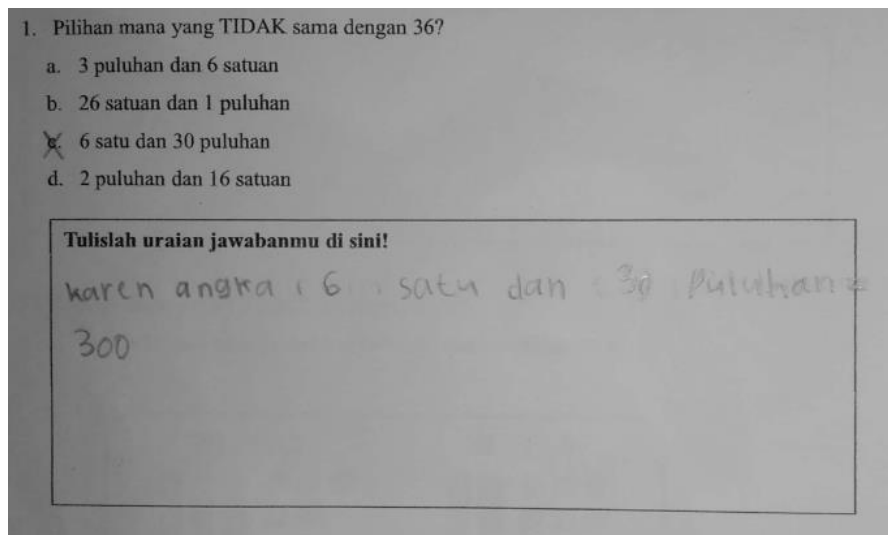 1. Pilihan mana yang TIDAK sama dengan 36?
a. 3 puluhan dan 6 satuan
b. 26 satuan dan 1 puluhan
c. 6 satu dan 30 puluhan
d. 2 puluhan dan 16 satuan
Tulislah uraian jawabanmu di sini!
karen angka 6 satu dan 30 Puluhan =
300